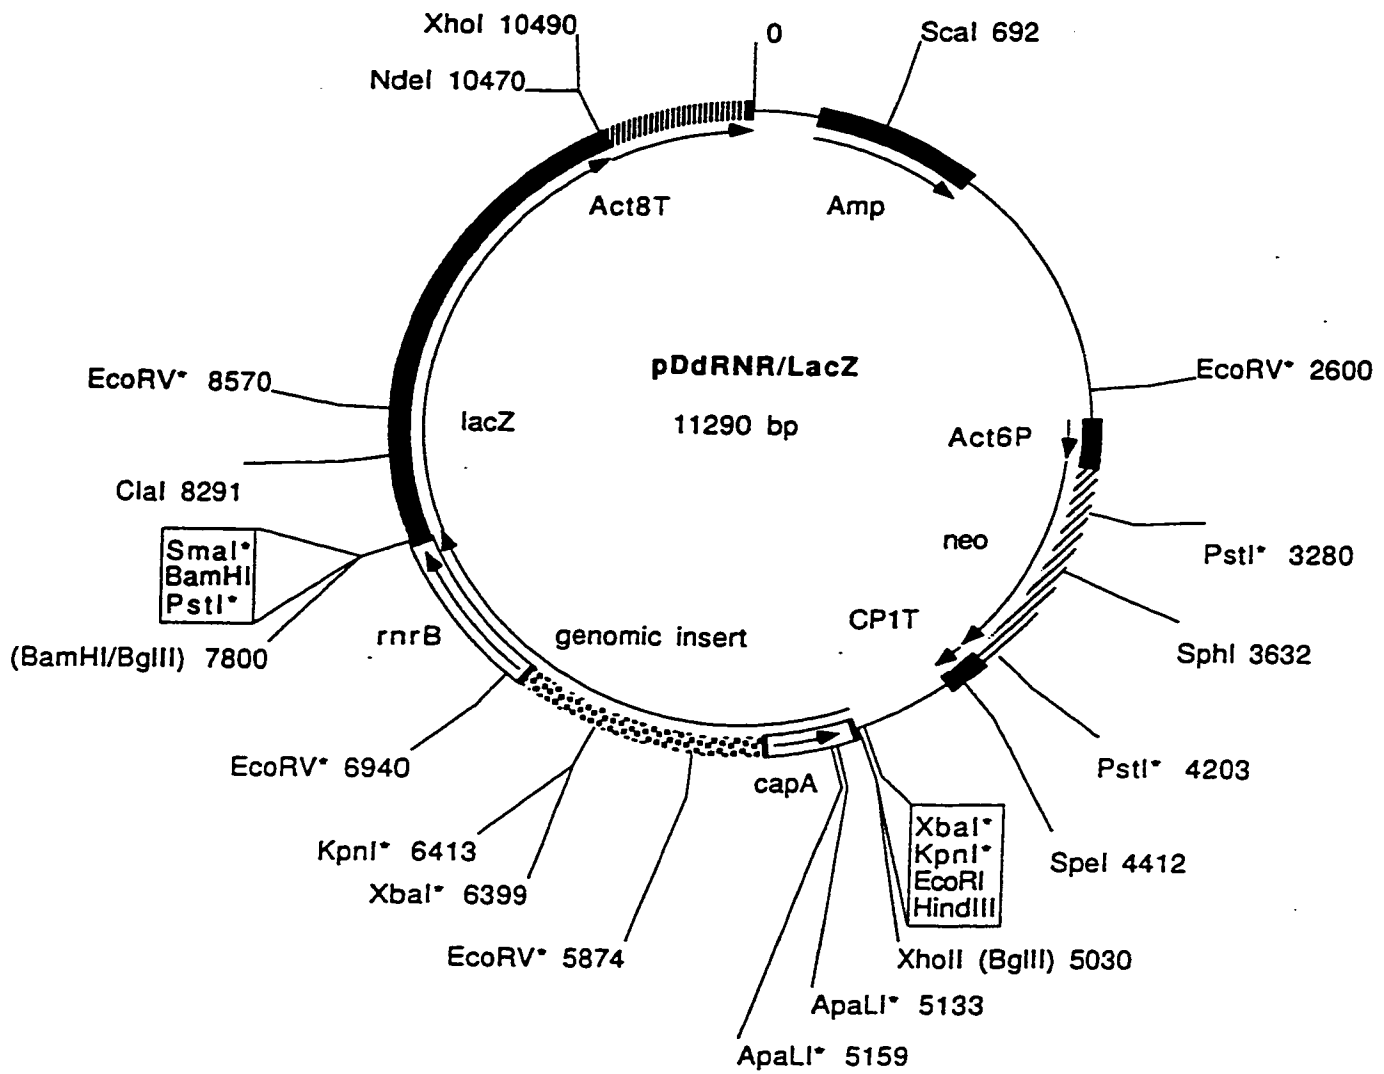 XhoI 10490
0
ScaI 692
NdeI 10470
Act8T
Amp
pDdRNR/LacZ
11290 bp
EcoRV* 2600
EcoRV* 8570
lacZ
Act6P
ClaI 8291
SmaI*
BamHI
PstI*
neo
PstI* 3280
(BamHI/BglII) 7800
rnrB
genomic insert
CP1T
SphI 3632
EcoRV* 6940
capA
PstI* 4203
KpnI* 6413
XbaI* 6399
XbaI*
KpnI*
EcoRI
HindIII
SpeI 4412
EcoRV* 5874
XhoII (BglII) 5030
ApaLI* 5133
ApaLI* 5159